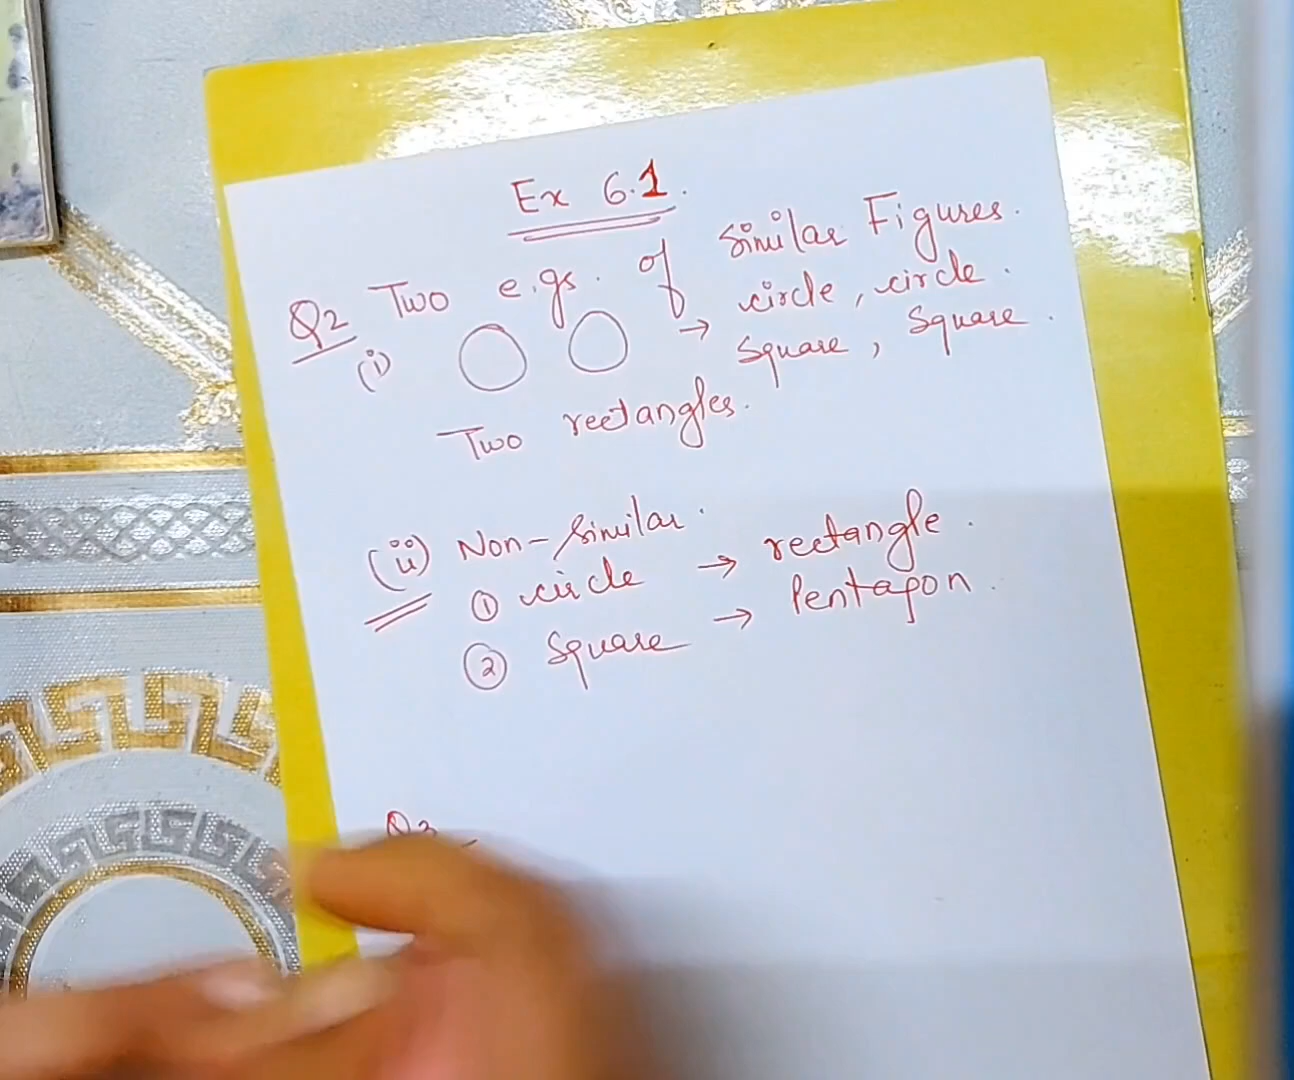 Ex 6.1.
Q2 Two e.gs. of similar Figures.
(i) → circle, circle.
Square, Square.
Two rectangles.
(ii) Non-similar.
① circle → rectangle.
② Square → Pentagon.
Q3